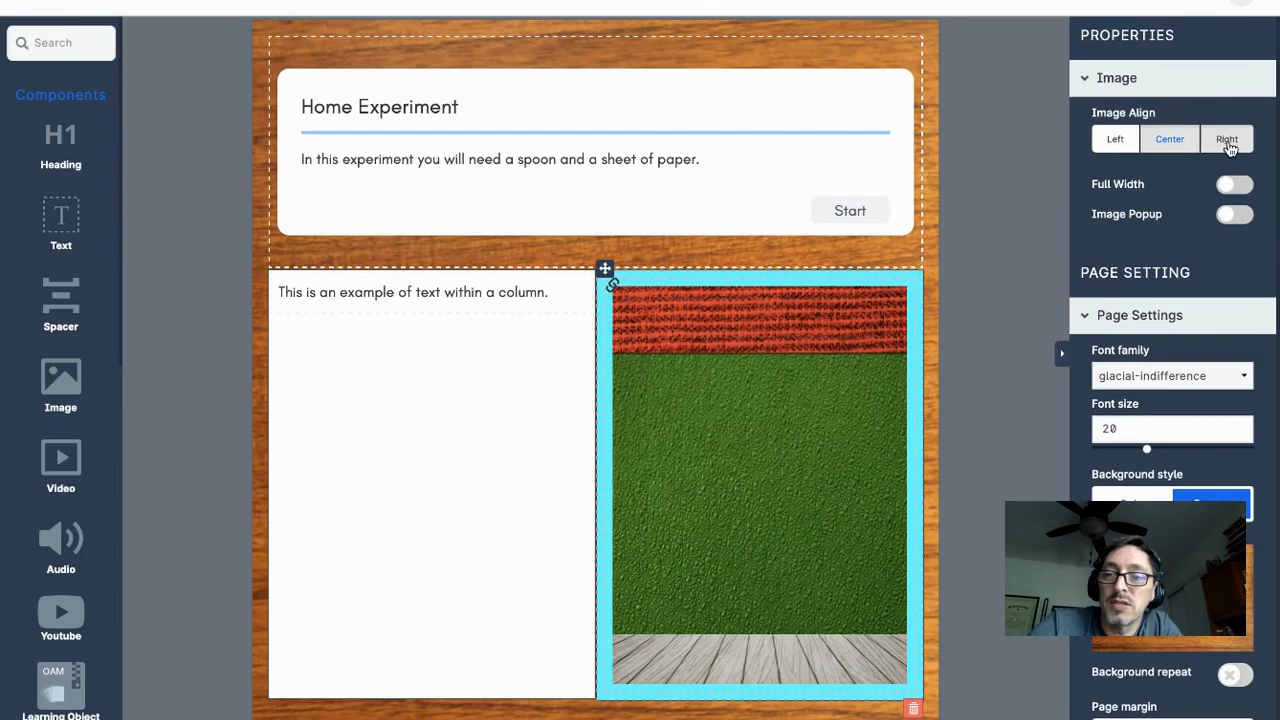 Search
Components
H1
Heading
T
Text
Spacer
Image
Video
Audio
Youtube
OAM
Learning Object
Home Experiment
In this experiment you will need a spoon and a sheet of paper.
Start
This is an example of text within a column.
PROPERTIES
Image
Image Align
Left Center Right
Full Width
Image Popup
PAGE SETTING
Page Settings
Font family
glacial-indifference
Font size
20
Background style
Background repeat
Page margin